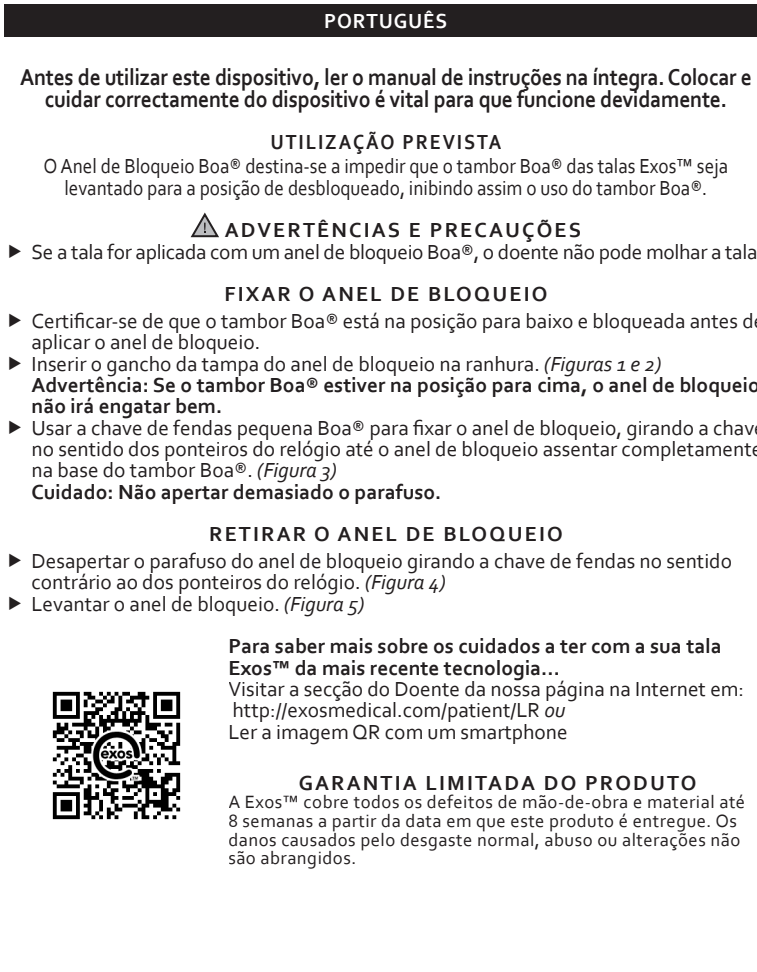 PORTUGUÊS
Antes de utilizar este dispositivo, ler o manual de instruções na íntegra. Colocar e
cuidar correctamente do dispositivo é vital para que funcione devidamente.
UTILIZAÇÃO PREVISTA
O Anel de Bloqueio Boa® destina-se a impedir que o tambor Boa® das talas Exos™ seja
levantado para a posição de desbloqueado, inibindo assim o uso do tambor Boa®.
ADVERTÊNCIAS E PRECAUÇÕES
▶ Se a tala for aplicada com um anel de bloqueio Boa®, o doente não pode molhar a tala
FIXAR O ANEL DE BLOQUEIO
▶ Certificar-se de que o tambor Boa® está na posição para baixo e bloqueada antes de
aplicar o anel de bloqueio.
▶ Inserir o gancho da tampa do anel de bloqueio na ranhura. (Figuras 1 e 2)
Advertência: Se o tambor Boa® estiver na posição para cima, o anel de bloqueio
não irá engatar bem.
▶ Usar a chave de fendas pequena Boa® para fixar o anel de bloqueio, girando a chave
no sentido dos ponteiros do relógio até o anel de bloqueio assentar completamente
na base do tambor Boa®. (Figura 3)
Cuidado: Não apertar demasiado o parafuso.
RETIRAR O ANEL DE BLOQUEIO
▶ Desapertar o parafuso do anel de bloqueio girando a chave de fendas no sentido
contrário ao dos ponteiros do relógio. (Figura 4)
▶ Levantar o anel de bloqueio. (Figura 5)
Para saber mais sobre os cuidados a ter com a sua tala
Exos™ da mais recente tecnologia…
Visitar a secção do Doente da nossa página na Internet em:
http://exosmedical.com/patient/LR ou
Ler a imagem QR com um smartphone
exos
GARANTIA LIMITADA DO PRODUTO
A Exos™ cobre todos os defeitos de mão-de-obra e material até
8 semanas a partir da data em que este produto é entregue. Os
danos causados pelo desgaste normal, abuso ou alterações não
são abrangidos.